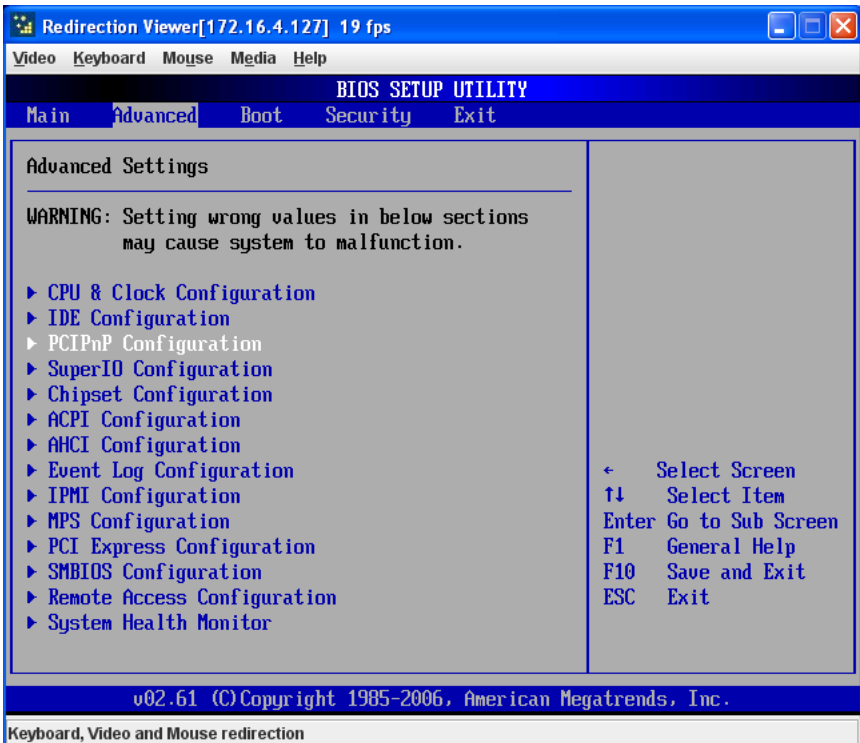 Redirection Viewer[172.16.4.127] 19 fps
Video Keyboard Mouse Media Help
BIOS SETUP UTILITY
Main Advanced Boot Security Exit
Advanced Settings
WARNING: Setting wrong values in below sections
may cause system to malfunction.
CPU & Clock Configuration
IDE Configuration
PCIPnP Configuration
SuperIO Configuration
Chipset Configuration
ACPI Configuration
AHCI Configuration
Event Log Configuration
IPMI Configuration
MPS Configuration
PCI Express Configuration
SMBIOS Configuration
Remote Access Configuration
System Health Monitor
← Select Screen
↑↓ Select Item
Enter Go to Sub Screen
F1 General Help
F10 Save and Exit
ESC Exit
v02.61 (C)Copyright 1985-2006, American Megatrends, Inc.
Keyboard, Video and Mouse redirection